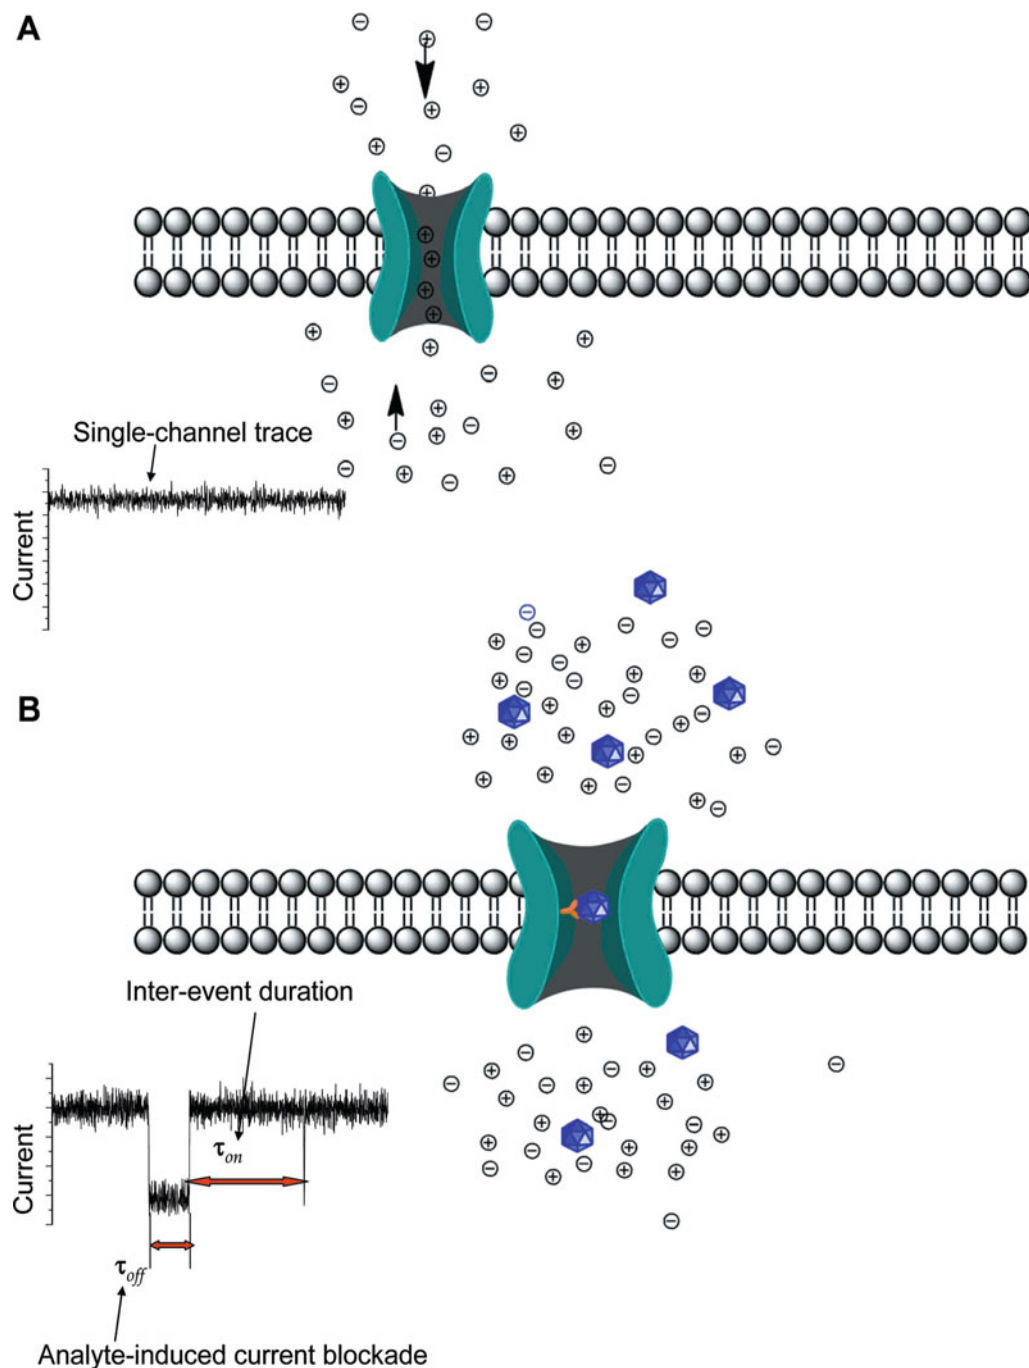 A
Single-channel trace
Current
B
Inter-event duration
Current
τon
τoff
Analyte-induced current blockade